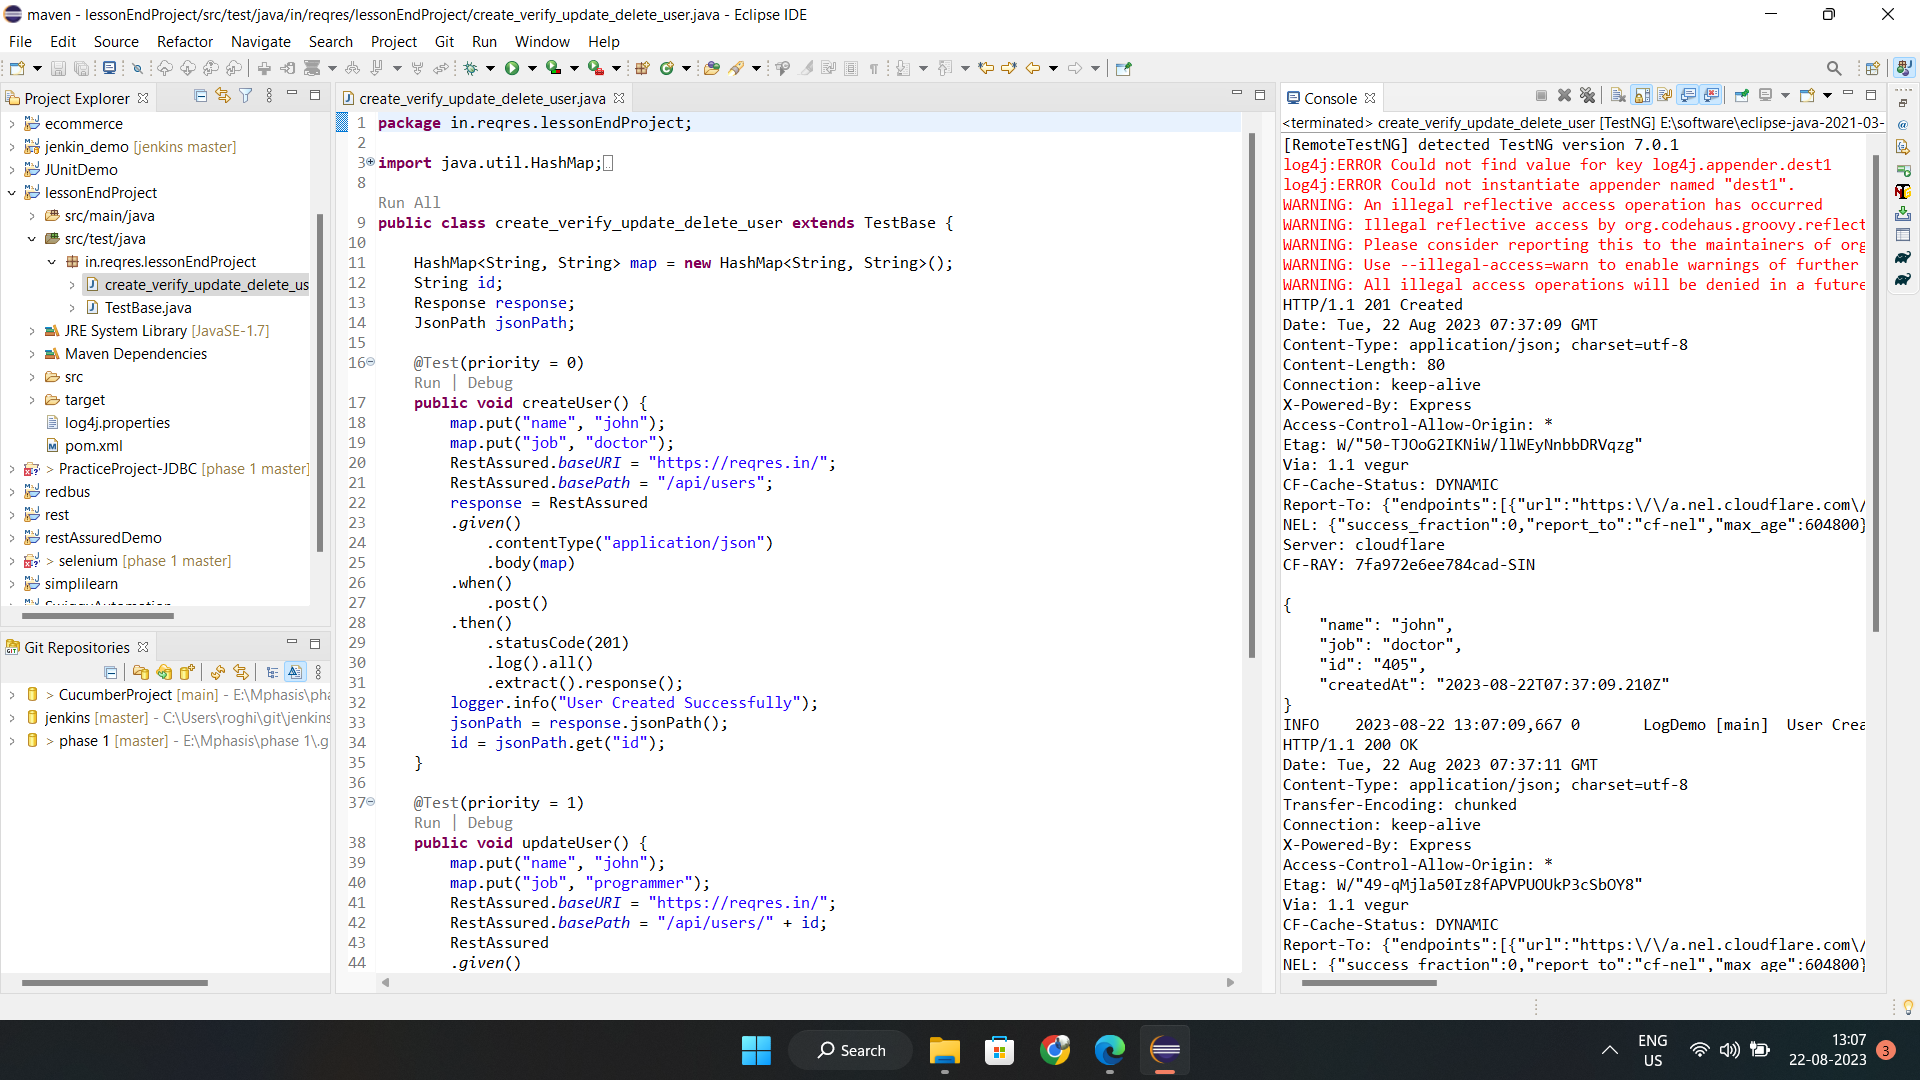 maven - lessonEndProject/src/test/java/in/reqres/lessonEndProject/create_verify_update_delete_user.java - Eclipse IDE
File Edit Source Refactor Navigate Search Project Git Run Window Help
Project Explorer
ecommerce
jenkin_demo [jenkins master]
JUnitDemo
lessonEndProject
src/main/java
src/test/java
in.reqres.lessonEndProject
create_verify_update_delete_us
TestBase.java
JRE System Library [JavaSE-1.7]
Maven Dependencies
src
target
log4j.properties
pom.xml
> PracticeProject-JDBC [phase 1 master]
redbus
rest
restAssuredDemo
> selenium [phase 1 master]
simplilearn
SwiggyAutomation
Git Repositories
> CucumberProject [main] - E:\Mphasis\pha
jenkins [master] - C:\Users\roghi\git\jenkins
> phase 1 [master] - E:\Mphasis\phase 1\.g
create_verify_update_delete_user.java
1 package in.reqres.lessonEndProject;
2
3 import java.util.HashMap;
8
Run All
9 public class create_verify_update_delete_user extends TestBase {
10
11 HashMap<String, String> map = new HashMap<String, String>();
12 String id;
13 Response response;
14 JsonPath jsonPath;
15
16 @Test(priority = 0)
Run | Debug
17 public void createUser() {
18 map.put("name", "john");
19 map.put("job", "doctor");
20 RestAssured.baseURI = "https://reqres.in/";
21 RestAssured.basePath = "/api/users";
22 response = RestAssured
23 .given()
24 .contentType("application/json")
25 .body(map)
26 .when()
27 .post()
28 .then()
29 .statusCode(201)
30 .log().all()
31 .extract().response();
32 logger.info("User Created Successfully");
33 jsonPath = response.jsonPath();
34 id = jsonPath.get("id");
35 }
36
37 @Test(priority = 1)
Run | Debug
38 public void updateUser() {
39 map.put("name", "john");
40 map.put("job", "programmer");
41 RestAssured.baseURI = "https://reqres.in/";
42 RestAssured.basePath = "/api/users/" + id;
43 RestAssured
44 .given()
Console
<terminated> create_verify_update_delete_user [TestNG] E:\software\eclipse-java-2021-03-
[RemoteTestNG] detected TestNG version 7.0.1
log4j:ERROR Could not find value for key log4j.appender.dest1
log4j:ERROR Could not instantiate appender named "dest1".
WARNING: An illegal reflective access operation has occurred
WARNING: Illegal reflective access by org.codehaus.groovy.reflect
WARNING: Please consider reporting this to the maintainers of org
WARNING: Use --illegal-access=warn to enable warnings of further
WARNING: All illegal access operations will be denied in a future
HTTP/1.1 201 Created
Date: Tue, 22 Aug 2023 07:37:09 GMT
Content-Type: application/json; charset=utf-8
Content-Length: 80
Connection: keep-alive
X-Powered-By: Express
Access-Control-Allow-Origin: *
Etag: W/"50-TJOoG2IKNiW/llWEyNnbbDRVqzg"
Via: 1.1 vegur
CF-Cache-Status: DYNAMIC
Report-To: {"endpoints":[{"url":"https:\/\/a.nel.cloudflare.com\/
NEL: {"success_fraction":0,"report_to":"cf-nel","max_age":604800}
Server: cloudflare
CF-RAY: 7fa972e6ee784cad-SIN
{
"name": "john",
"job": "doctor",
"id": "405",
"createdAt": "2023-08-22T07:37:09.210Z"
}
INFO 2023-08-22 13:07:09,667 0 LogDemo [main] User Crea
HTTP/1.1 200 OK
Date: Tue, 22 Aug 2023 07:37:11 GMT
Content-Type: application/json; charset=utf-8
Transfer-Encoding: chunked
Connection: keep-alive
X-Powered-By: Express
Access-Control-Allow-Origin: *
Etag: W/"49-qMjla50Iz8fAPVPUOUkP3cSbOY8"
Via: 1.1 vegur
CF-Cache-Status: DYNAMIC
Report-To: {"endpoints":[{"url":"https:\/\/a.nel.cloudflare.com\/
NEL: {"success_fraction":0,"report_to":"cf-nel","max_age":604800}
Search
ENG
US
13:07
22-08-2023
3